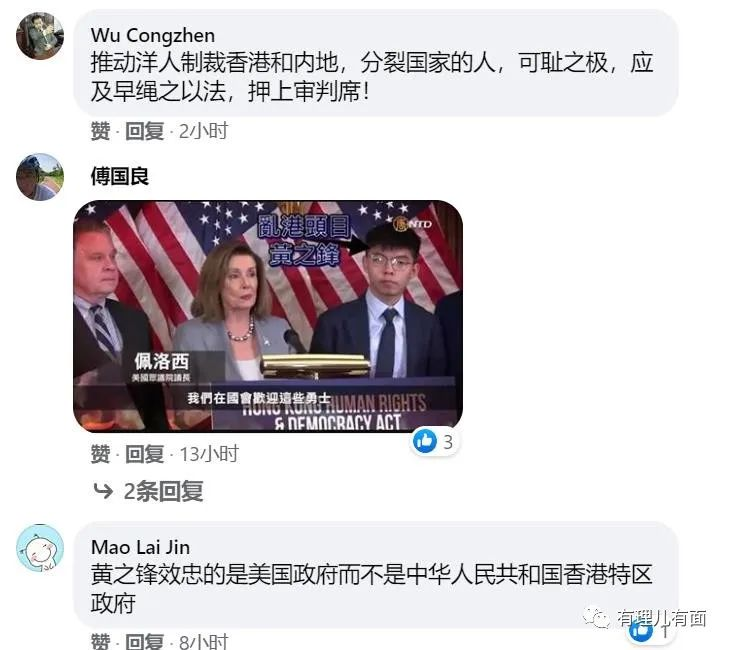 Wu Congzhen
推动洋人制裁香港和内地，分裂国家的人，可耻之极，应
及早绳之以法，押上审判席！
赞 · 回复 · 2小时
傅国良
亂港頭目
黃之鋒
NTD
佩洛西
美國眾議院議長
我們在國會歡迎這些勇士
HONG KONG HUMAN RIGHTS
& DEMOCRACY ACT
3
赞 · 回复 · 13小时
2条回复
Mao Lai Jin
黄之锋效忠的是美国政府而不是中华人民共和国香港特区
政府
有理儿有面
1
赞 · 回复 · 8小时